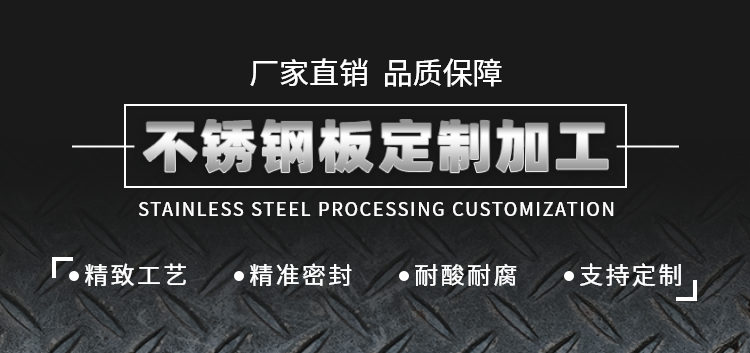 厂家直销 品质保障
不锈钢板定制加工
STAINLESS STEEL PROCESSING CUSTOMIZATION
●精致工艺 ●精准密封 ●耐酸耐腐 ●支持定制